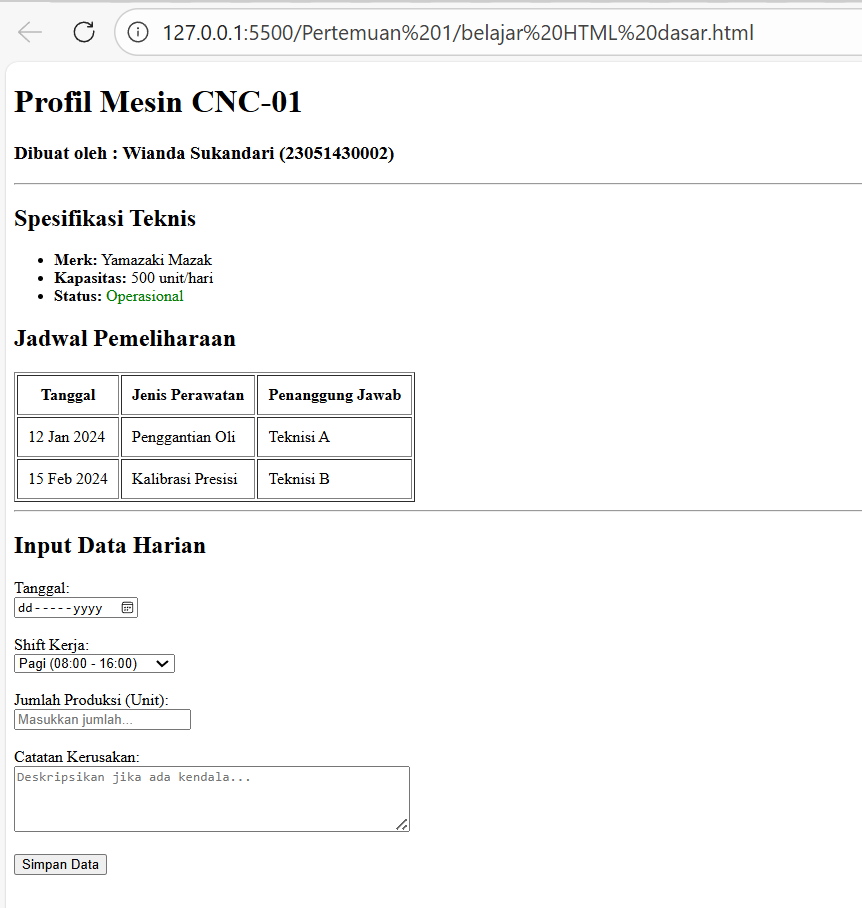 127.0.0.1:5500/Pertemuan%201/belajar%20HTML%20dasar.html
Profil Mesin CNC-01
Dibuat oleh : Wianda Sukandari (23051430002)
Spesifikasi Teknis
• Merk: Yamazaki Mazak
• Kapasitas: 500 unit/hari
• Status: Operasional
Jadwal Pemeliharaan
Tanggal Jenis Perawatan Penanggung Jawab
12 Jan 2024 Penggantian Oli Teknisi A
15 Feb 2024 Kalibrasi Presisi Teknisi B
Input Data Harian
Tanggal:
dd-----yyyy
Shift Kerja:
Pagi (08:00 - 16:00)
Jumlah Produksi (Unit):
Masukkan jumlah...
Catatan Kerusakan:
Deskripsikan jika ada kendala...
Simpan Data